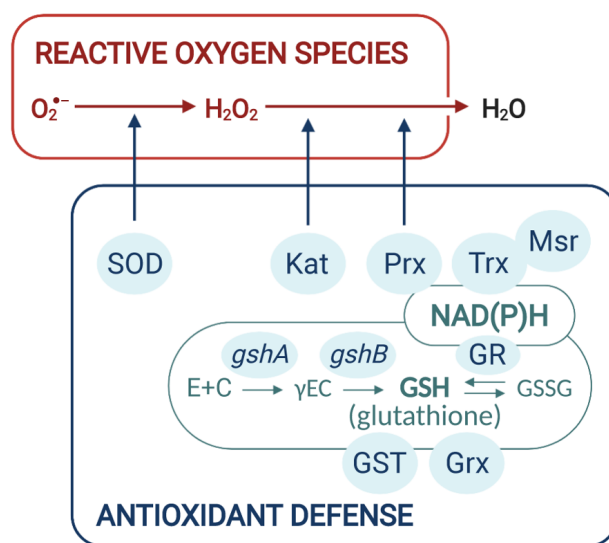 REACTIVE OXYGEN SPECIES
O₂•− H₂O₂ H₂O
SOD Kat Prx Trx Msr
NAD(P)H
gshA gshB GR
E+C γEC GSH GSSG
(glutathione)
GST Grx
ANTIOXIDANT DEFENSE